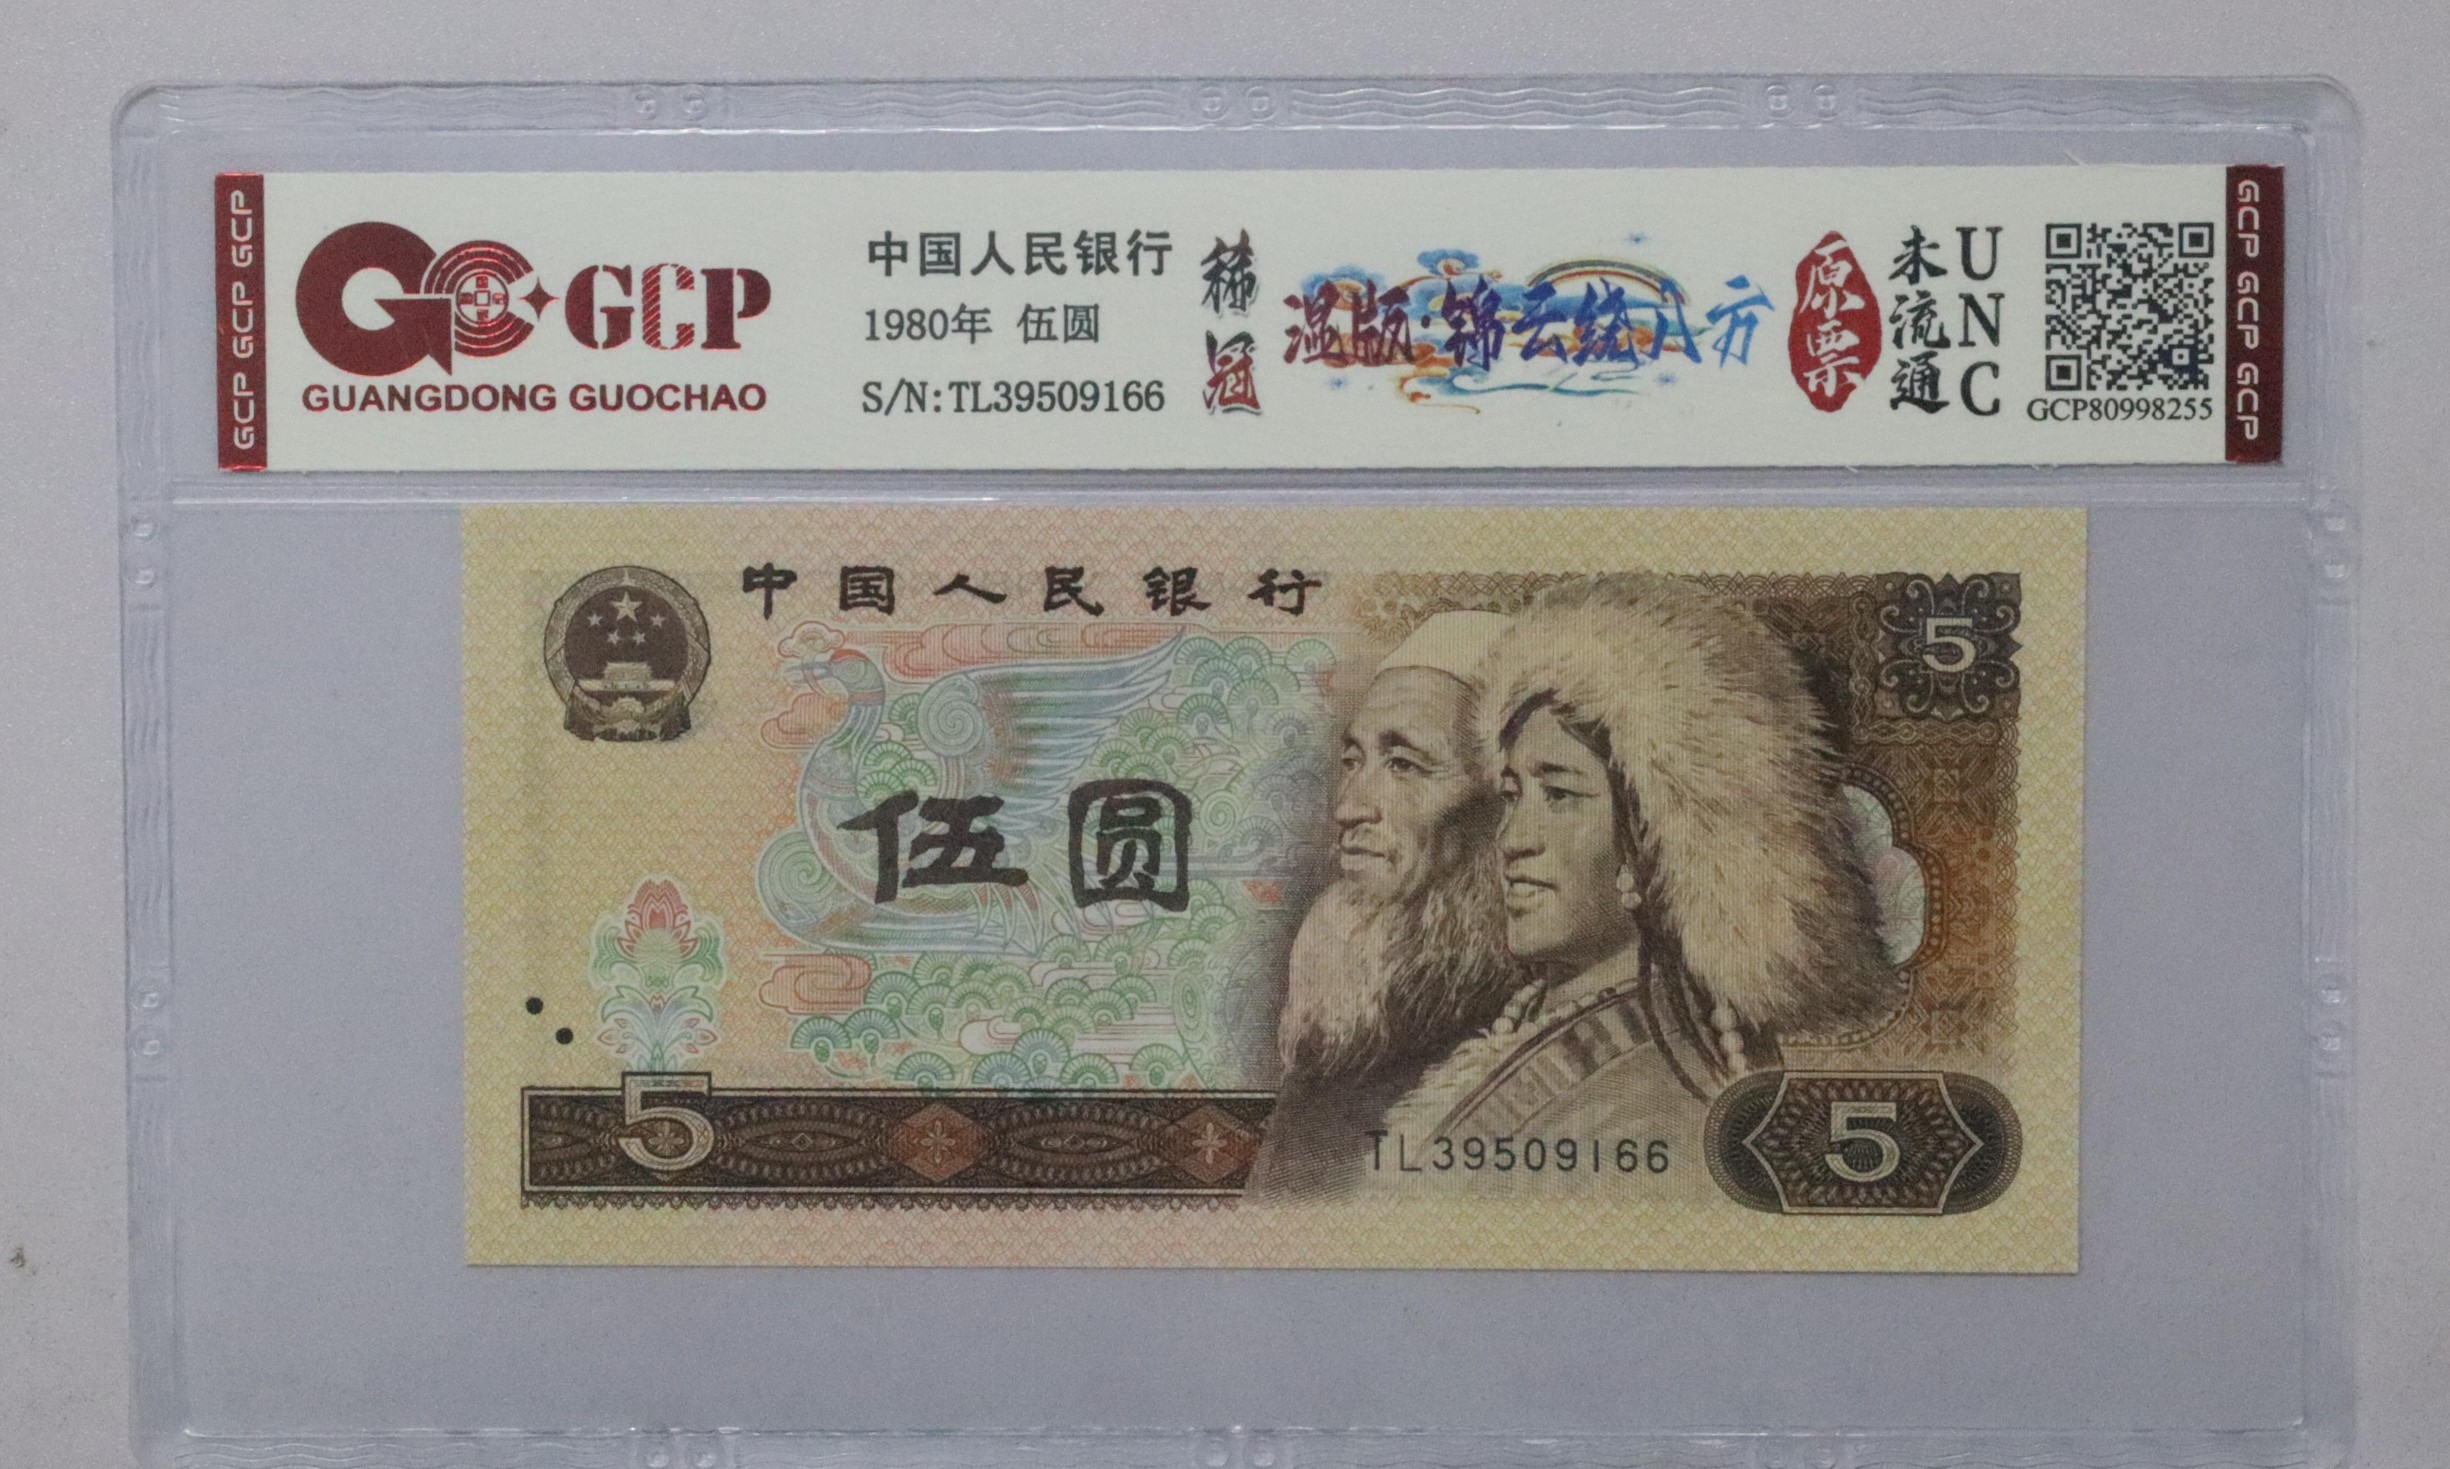 GCP GCP GCP
GCP
GUANGDONG GUOCHAO
中国人民银行
1980年 伍圆
S/N:TL39509166
稀冠
温版·锦云绕八方
原票
未流通
UNC
GCP80998255
GCP GCP GCP
中国人民银行
5
伍圆
5
TL39509166
5